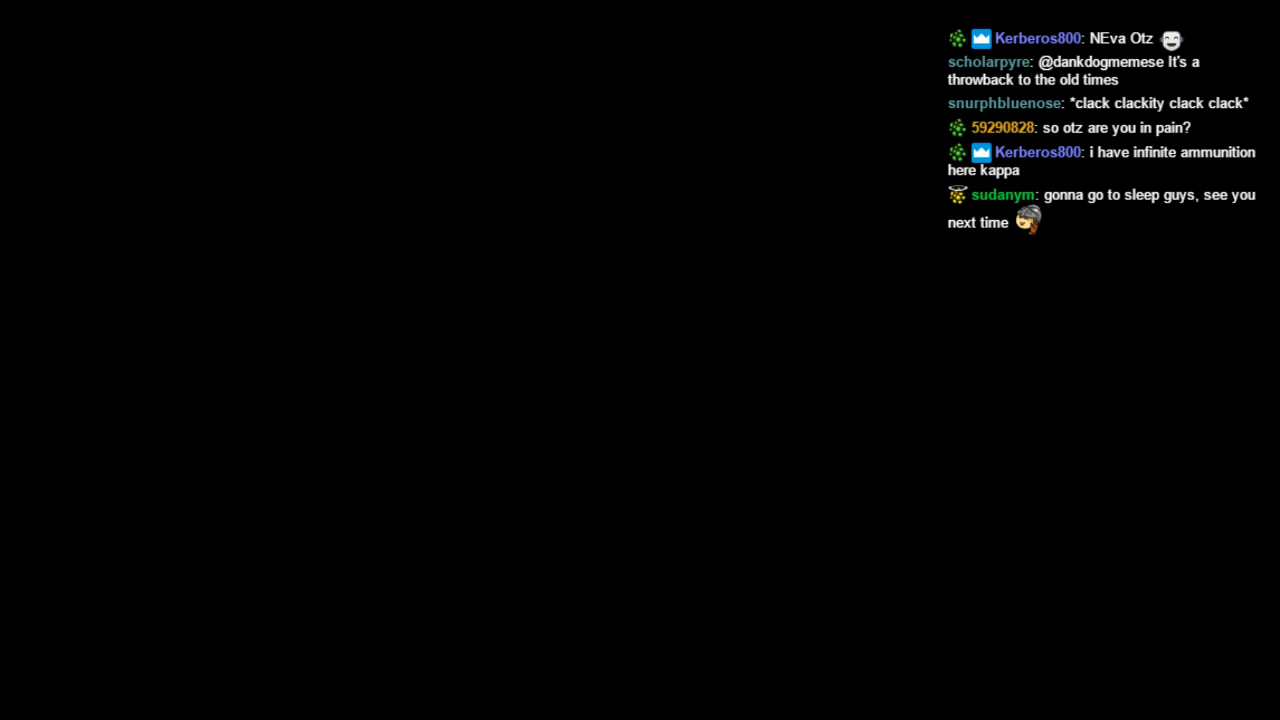 Kerberos800: NEva Otz
scholarpyre: @dankdogmemese It's a
throwback to the old times
snurphbluenose: *clack clackity clack clack*
59290828: so otz are you in pain?
Kerberos800: i have infinite ammunition
here kappa
sudanym: gonna go to sleep guys, see you
next time